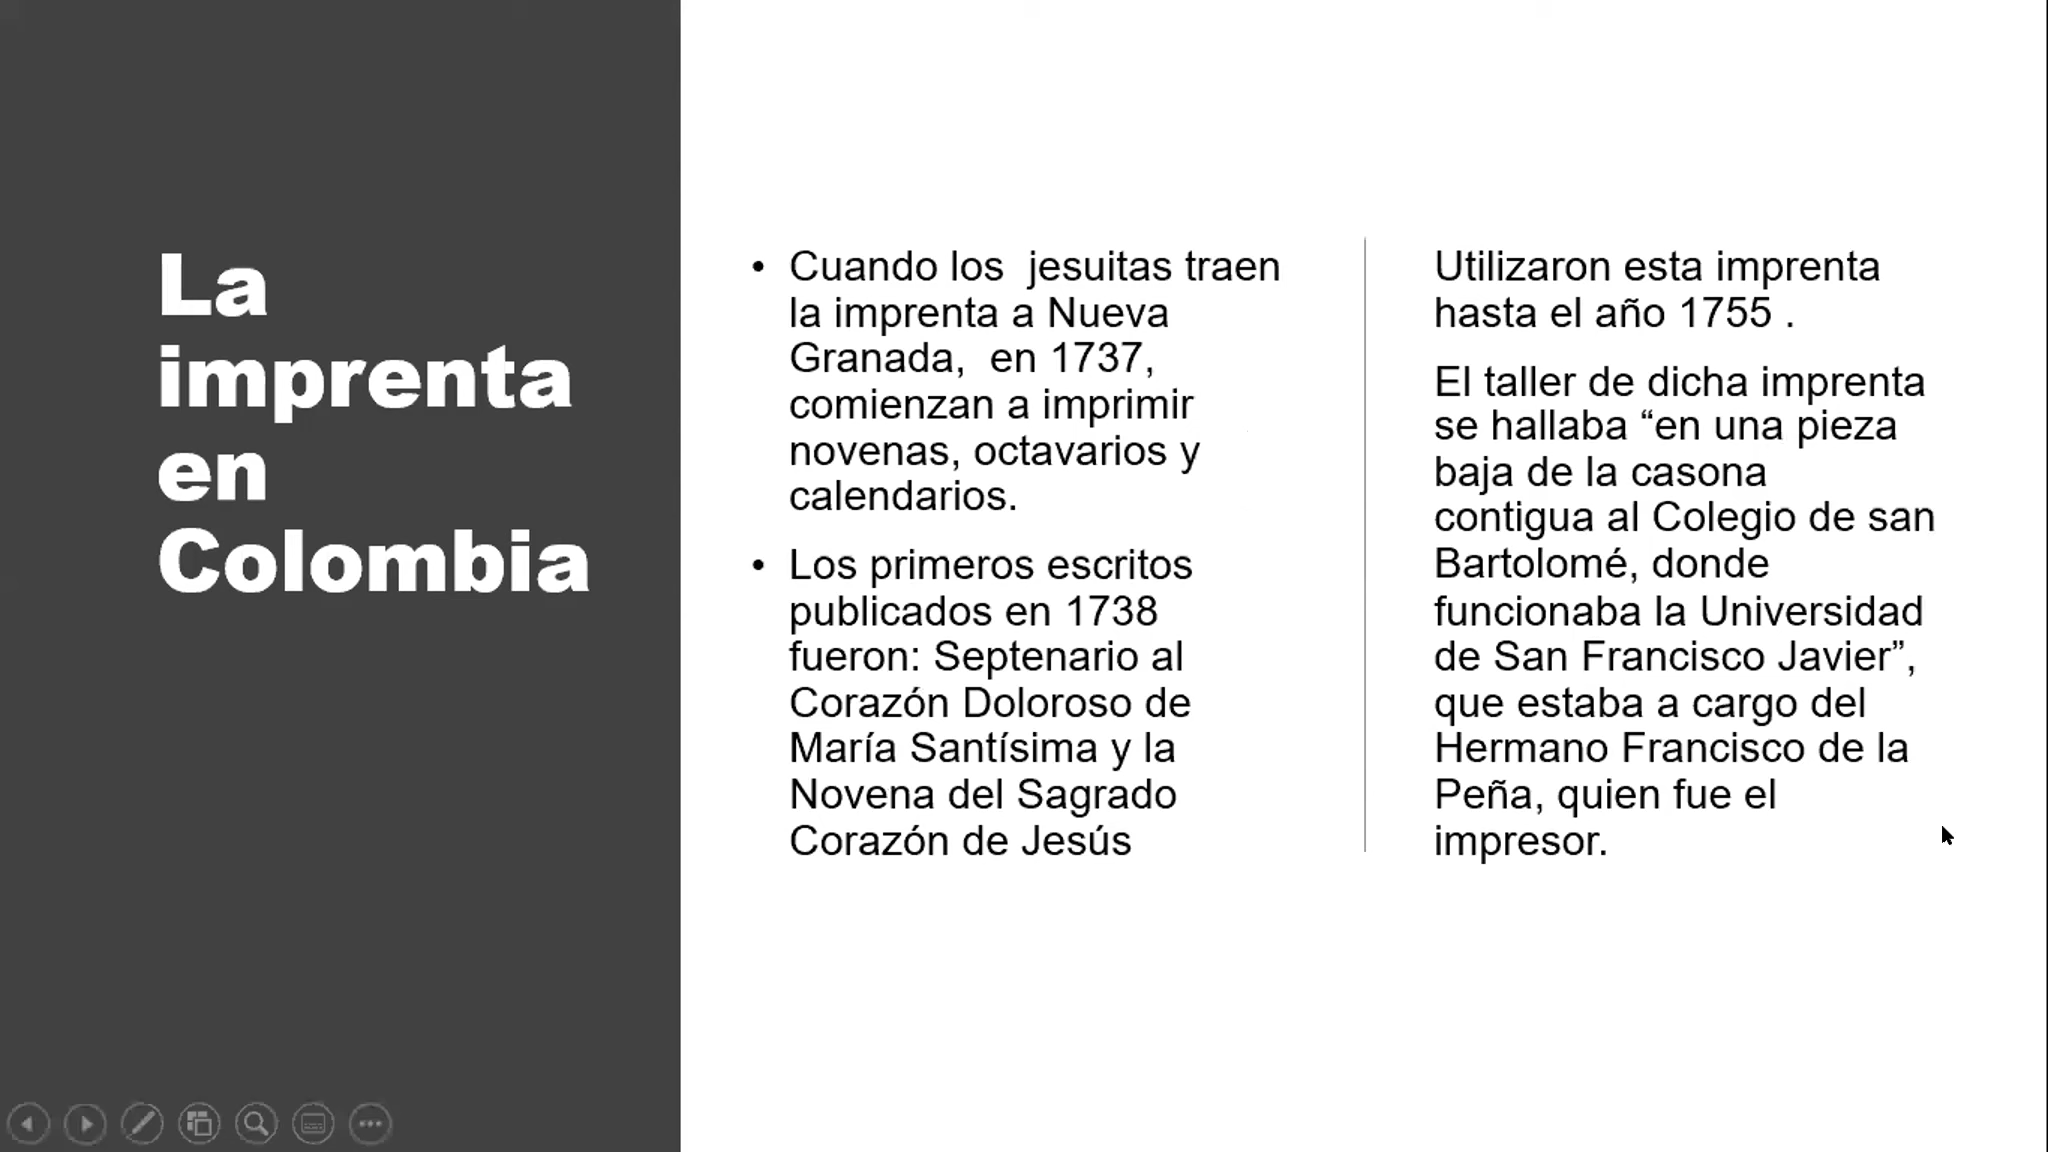 La
imprenta
en
Colombia
• Cuando los  jesuitas traen
la imprenta a Nueva
Granada,  en 1737,
comienzan a imprimir
novenas, octavarios y
calendarios.
• Los primeros escritos
publicados en 1738
fueron: Septenario al
Corazón Doloroso de
María Santísima y la
Novena del Sagrado
Corazón de Jesús
Utilizaron esta imprenta
hasta el año 1755 .
El taller de dicha imprenta
se hallaba “en una pieza
baja de la casona
contigua al Colegio de san
Bartolomé, donde
funcionaba la Universidad
de San Francisco Javier”,
que estaba a cargo del
Hermano Francisco de la
Peña, quien fue el
impresor.